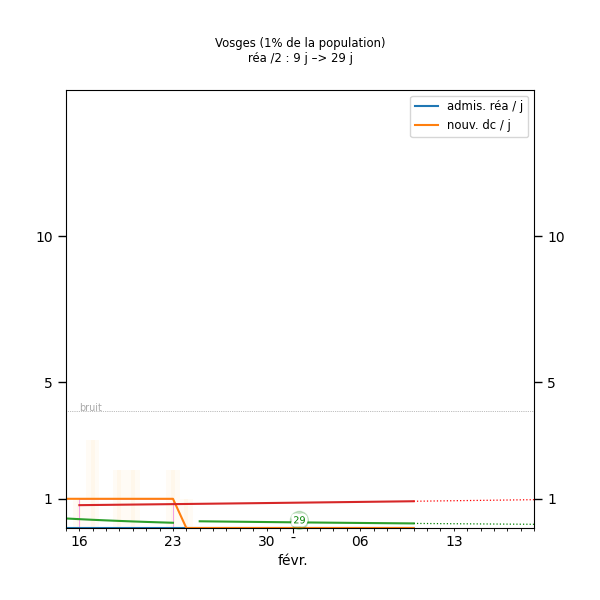 Vosges (1% de la population)
réa /2 : 9 j –> 29 j
admis. réa / j
nouv. dc / j
10 10
5 5
bruit
1 1
29
16 23 30 - 06 13
févr.